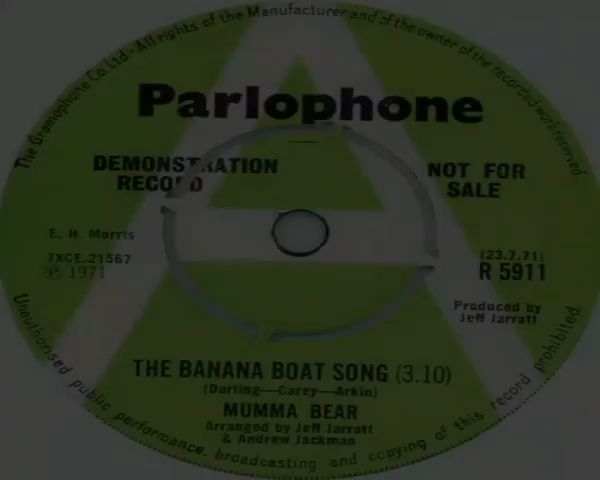 The Gramophone Co. Ltd · All rights of the Manufacturer and of the owner of the recorded work reserved
Parlophone
DEMONSTRATION
RECORD
NOT FOR
SALE
E. H. Morris
7XCE.21567
℗ 1971
(23.7.71)
R 5911
Produced by
Jeff Jarratt
THE BANANA BOAT SONG (3.10)
(Darling—Carey—Arkin)
MUMMA BEAR
Arranged by Jeff Jarratt
& Andrew Jackman
Unauthorised public performance, broadcasting and copying of this record prohibited.